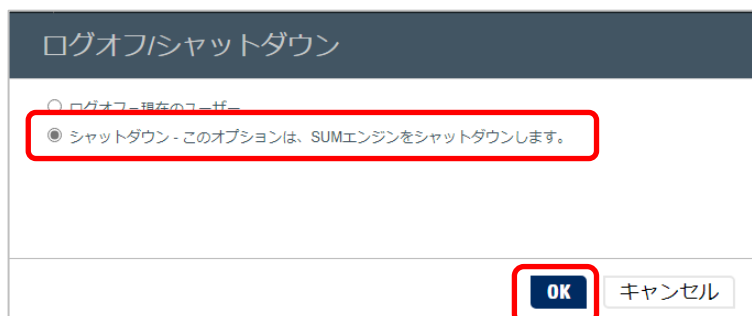 ログオフ/シャットダウン
ログオフ - 現在のユーザー
シャットダウン - このオプションは、SUMエンジンをシャットダウンします。
OK
キャンセル